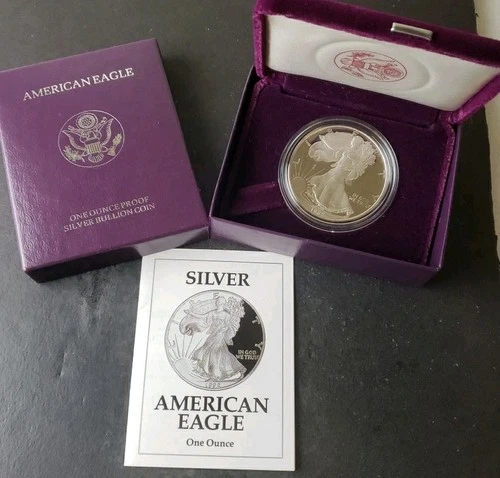 AMERICAN EAGLE
ONE OUNCE PROOF
SILVER BULLION COIN
SILVER
IN GOD
WE TRUST
AMERICAN
EAGLE
One Ounce